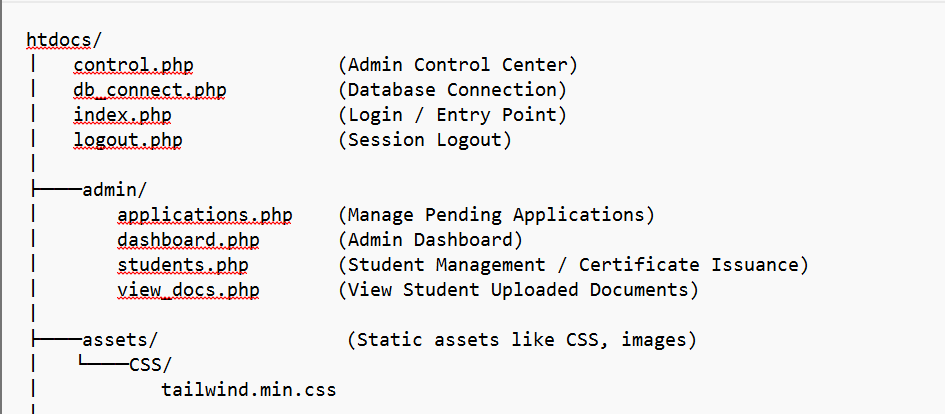 htdocs/
│   control.php             (Admin Control Center)
│   db_connect.php          (Database Connection)
│   index.php               (Login / Entry Point)
│   logout.php              (Session Logout)
│
├───admin/
│       applications.php    (Manage Pending Applications)
│       dashboard.php       (Admin Dashboard)
│       students.php        (Student Management / Certificate Issuance)
│       view_docs.php       (View Student Uploaded Documents)
│
├───assets/                 (Static assets like CSS, images)
│   └───CSS/
│           tailwind.min.css